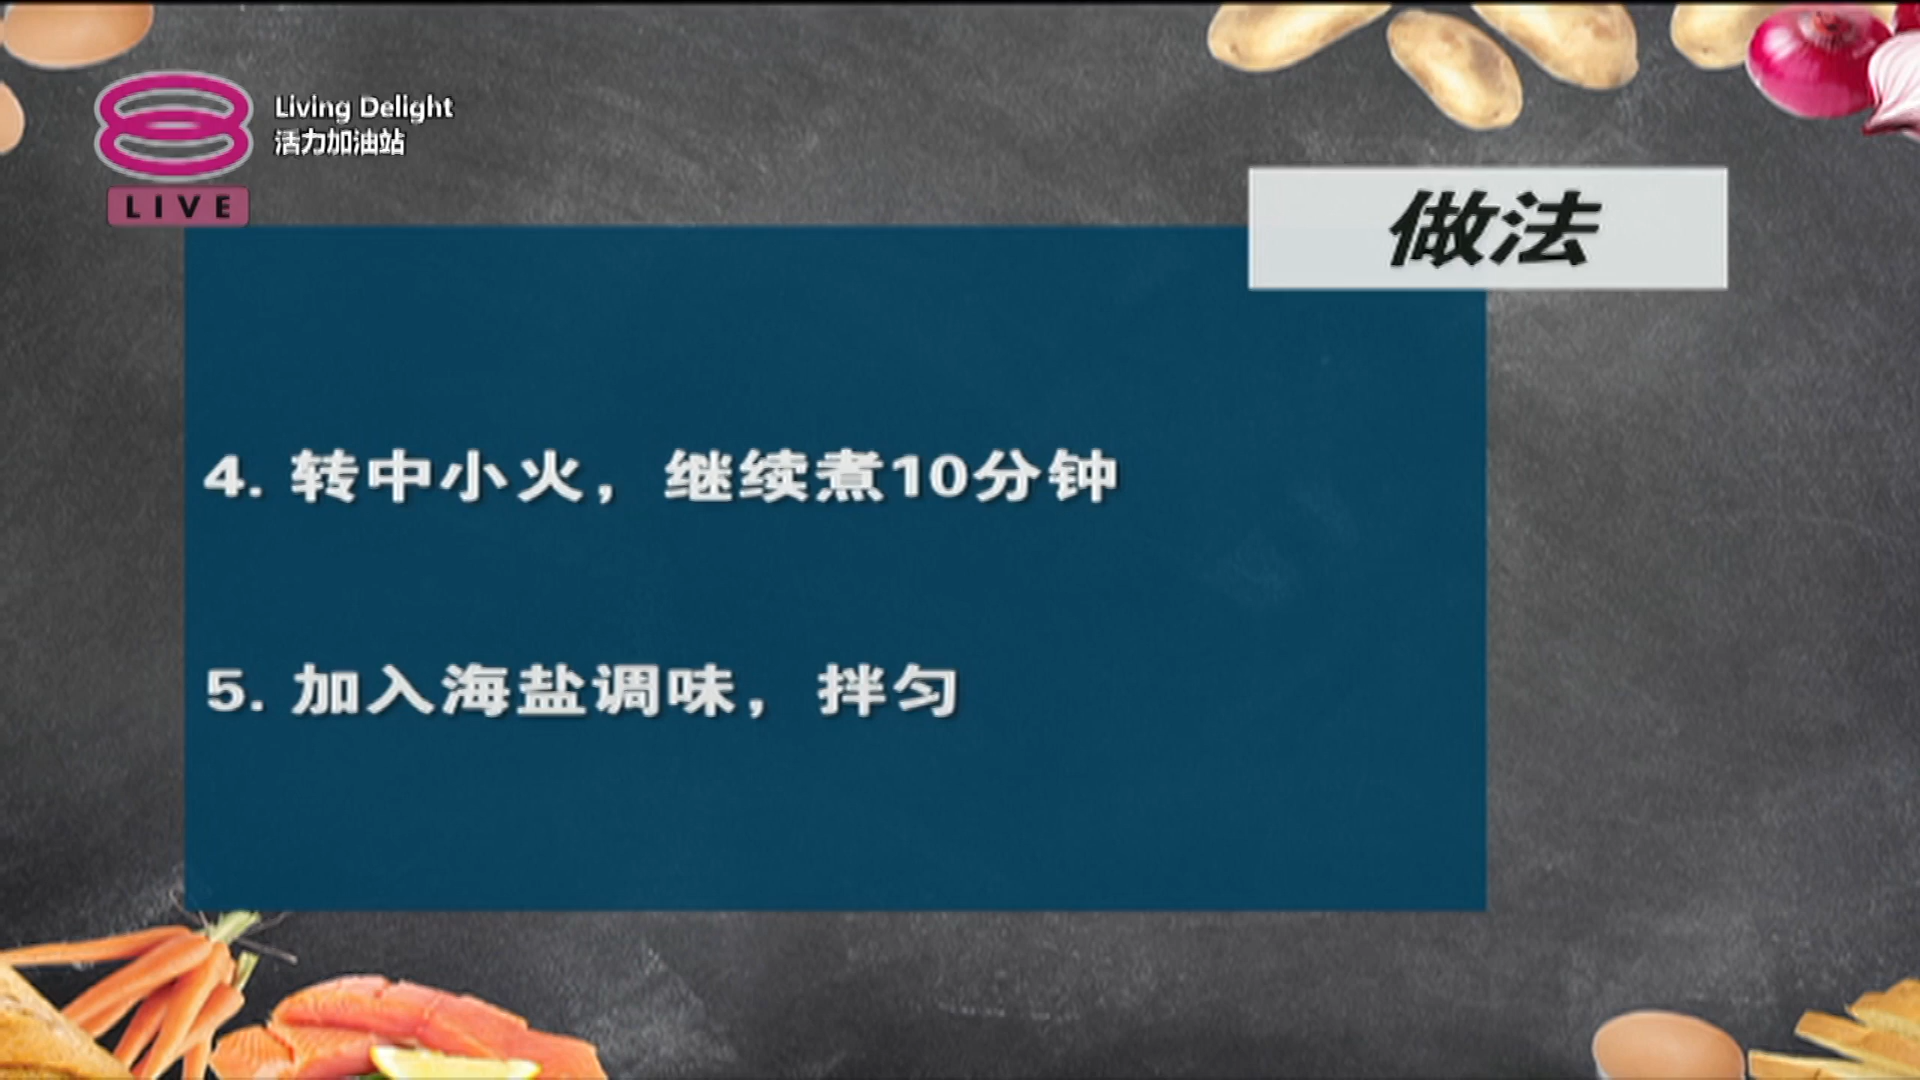 Living Delight
活力加油站
LIVE
做法
4. 转中小火，继续煮10分钟
5. 加入海盐调味，拌匀